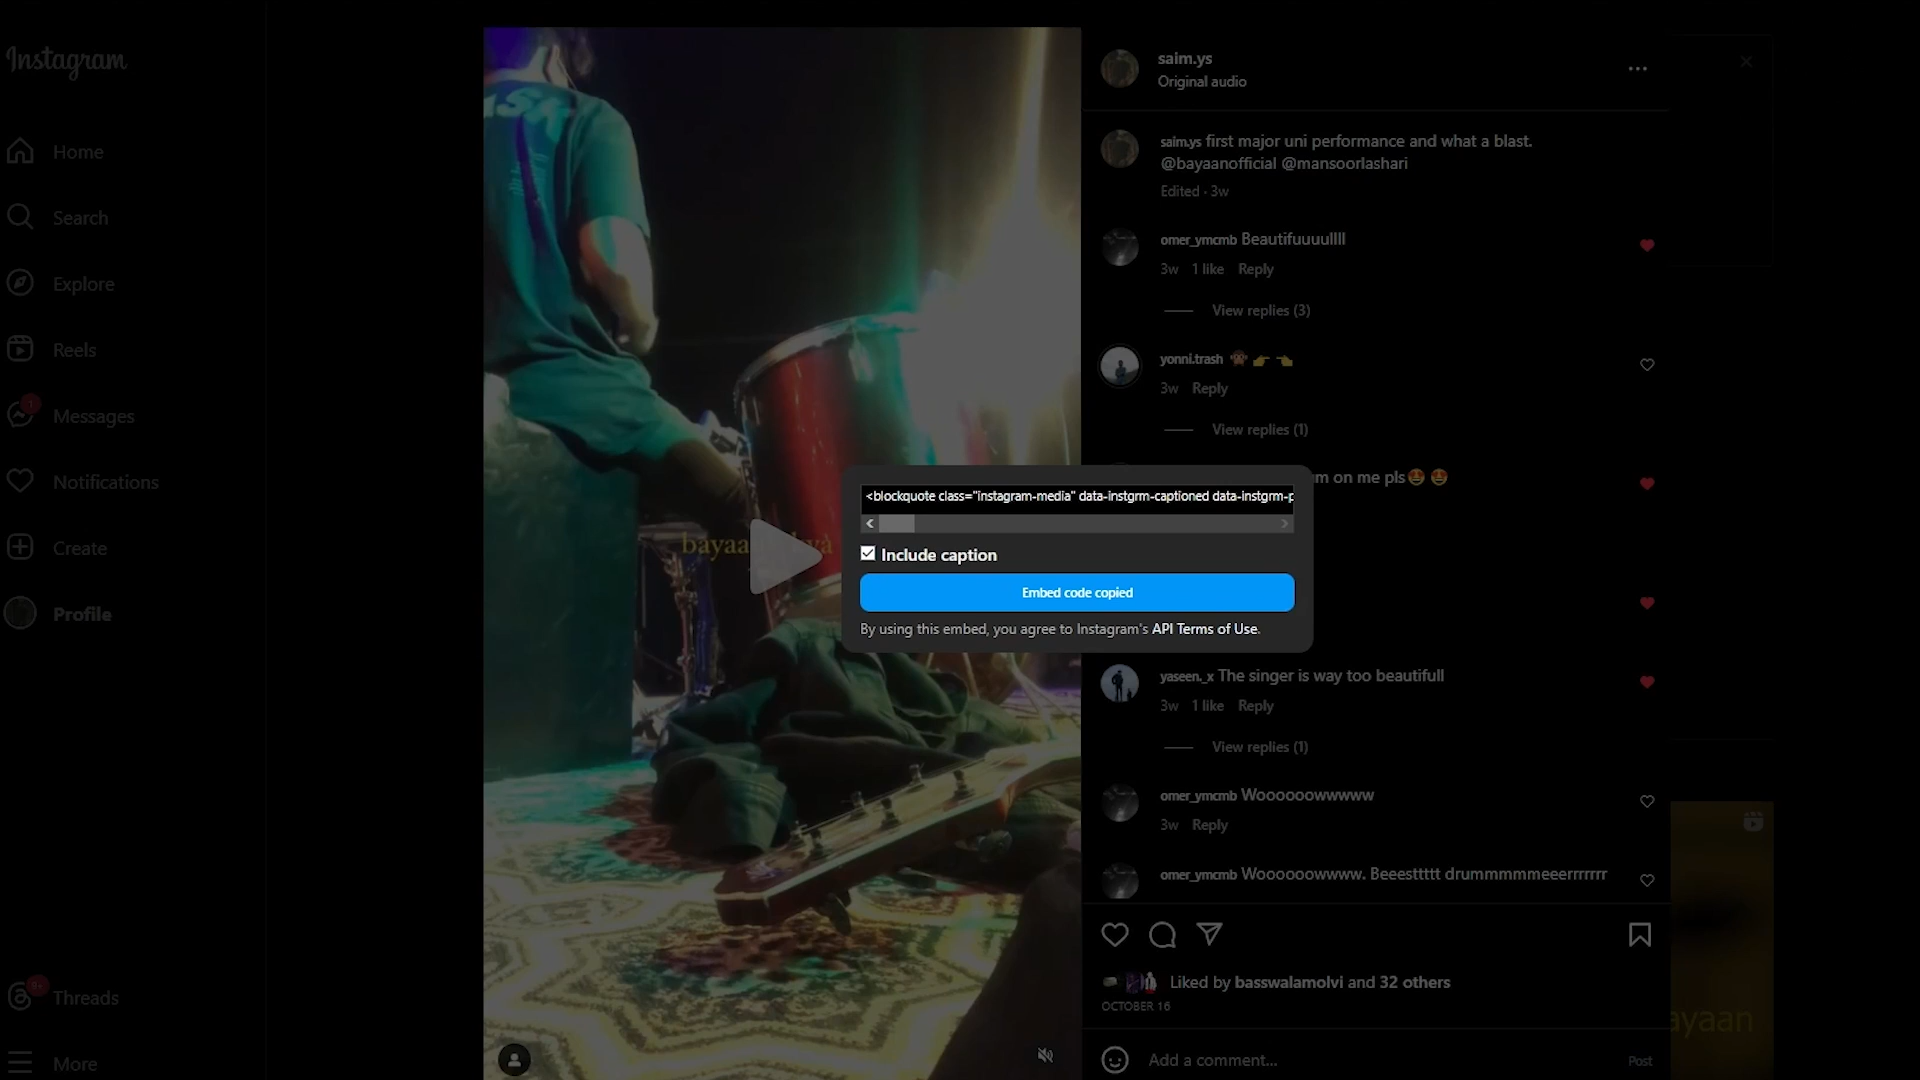 Instagram
Home
Search
Explore
Reels
1
Messages
Notifications
Create
Profile
9+
Threads
More
ASH
saim.ys
Original audio
saim.ys first major uni performance and what a blast.
@bayaanofficial @mansoorlashari
Edited · 3w
omer_ymcmb Beautifuuuullll
3w 1 like Reply
View replies (3)
yonni.trash 🙊 👉 👈
3w Reply
View replies (1)
m on me pls🤩 🤩
<blockquote class="instagram-media" data-instgrm-captioned data-instgrm-p
Include caption
Embed code copied
By using this embed, you agree to Instagram's API Terms of Use.
yaseen._x The singer is way too beautifull
3w 1 like Reply
View replies (1)
omer_ymcmb Woooooowwwww
3w Reply
omer_ymcmb Woooooowwww. Beeesttttt drummmmmeeerrrrrrr
Liked by basswalamolvi and 32 others
OCTOBER 16
Add a comment...
Post
ayaan